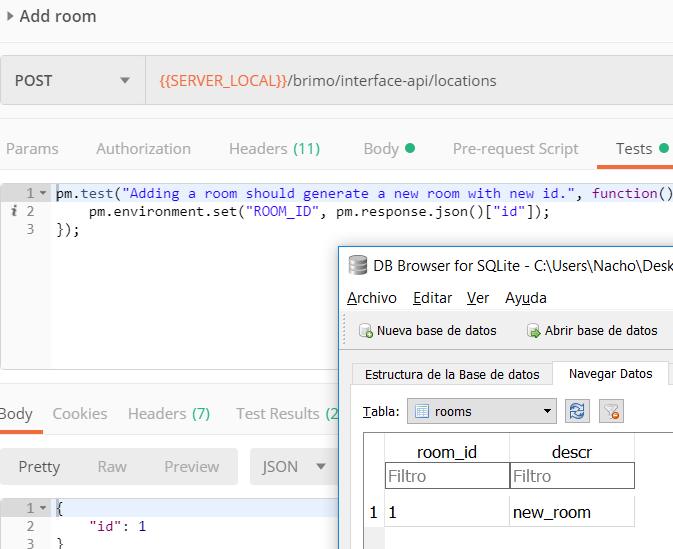 Add room
POST {{SERVER_LOCAL}}/brimo/interface-api/locations
Params Authorization Headers (11) Body Pre-request Script Tests
1 pm.test("Adding a room should generate a new room with new id.", function()
i 2 pm.environment.set("ROOM_ID", pm.response.json()["id"]);
3 });
DB Browser for SQLite - C:\Users\Nacho\Desk
Archivo Editar Ver Ayuda
Nueva base de datos Abrir base de datos
Estructura de la Base de datos Navegar Datos
Tabla: rooms
room_id descr
Filtro Filtro
1 1 new_room
Body Cookies Headers (7) Test Results (2
Pretty Raw Preview JSON
1 {
2 "id": 1
3 }